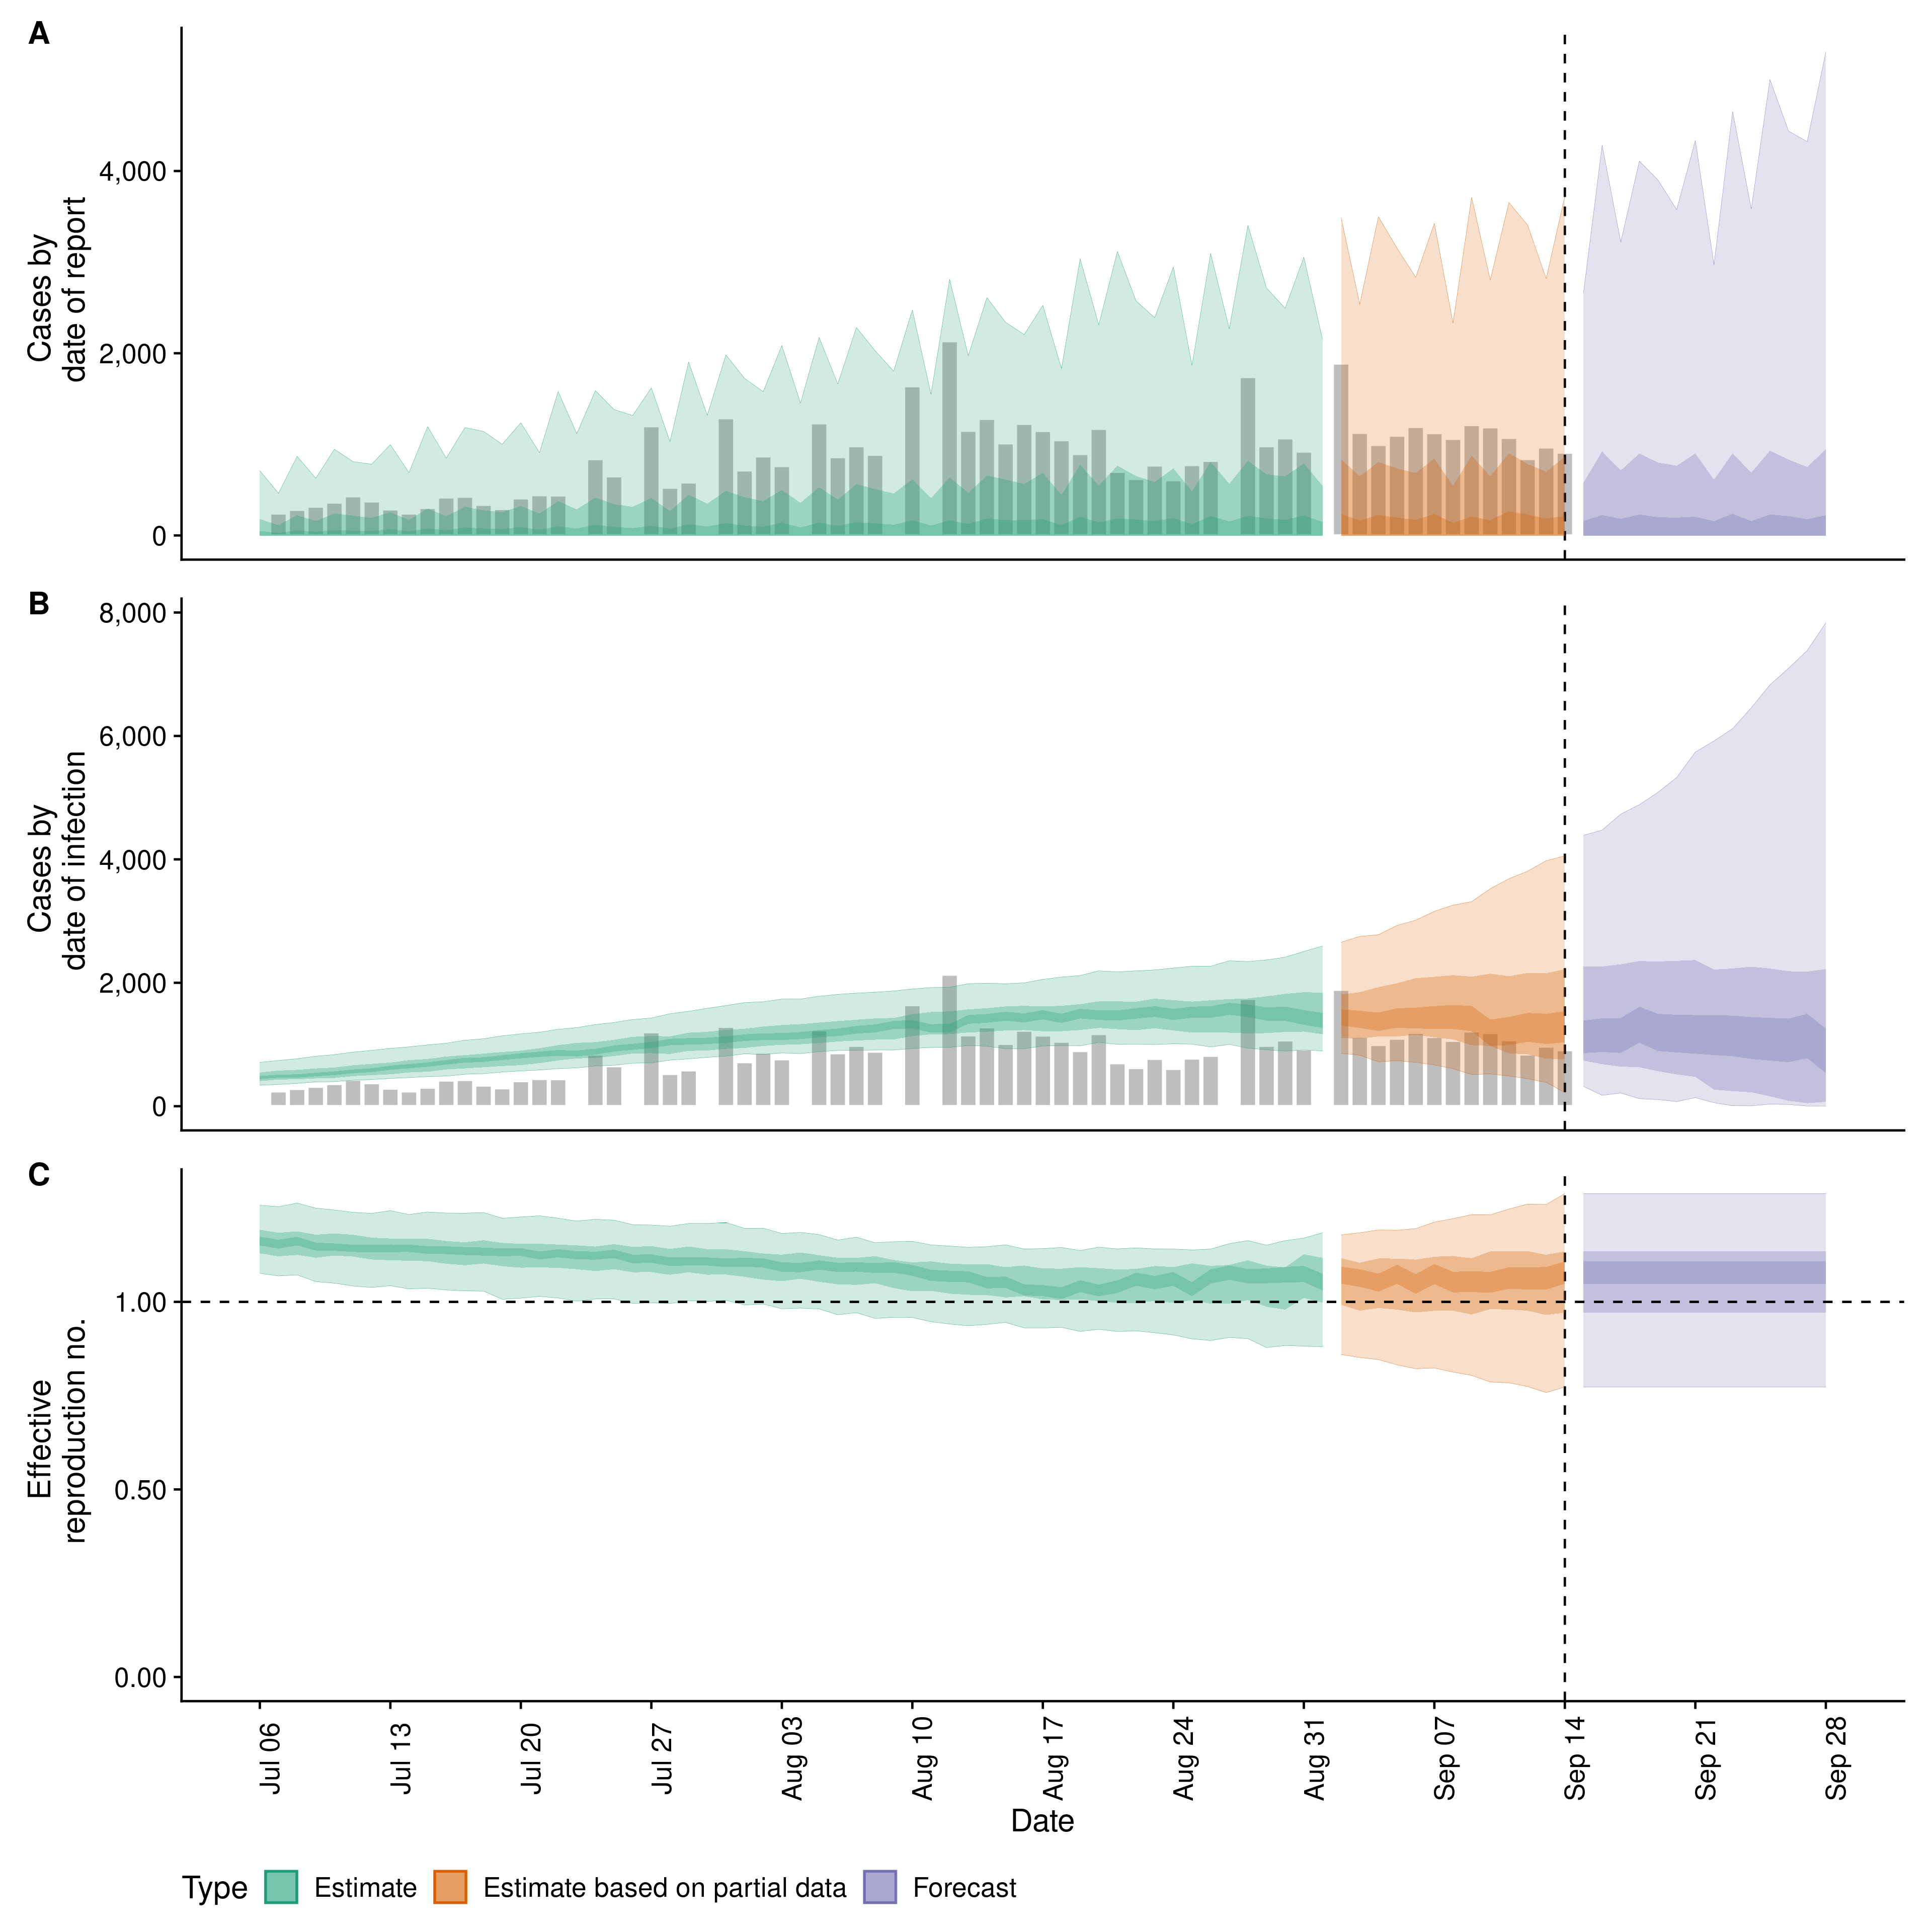 A
Cases by
date of report
4,000
2,000
0
B
Cases by
date of infection
8,000
6,000
4,000
2,000
0
C
Effective
reproduction no.
1.00
0.50
0.00
Jul 06
Jul 13
Jul 20
Jul 27
Aug 03
Aug 10
Aug 17
Aug 24
Aug 31
Sep 07
Sep 14
Sep 21
Sep 28
Date
Type Estimate Estimate based on partial data Forecast